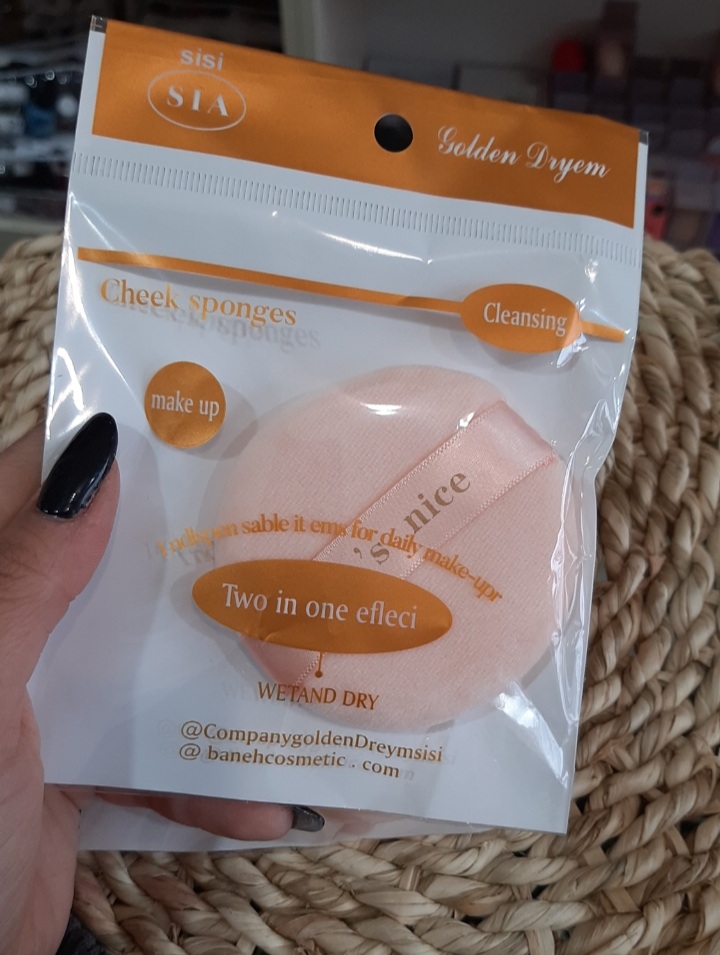 sisi
SIA
Golden Dryem
Cheek sponges
Cleansing
make up
's nice
sable it ems for daily make-upr
Two in one efleci
WETAND DRY
@CompanygoldenDreymsisi
@ banehcosmetic . com